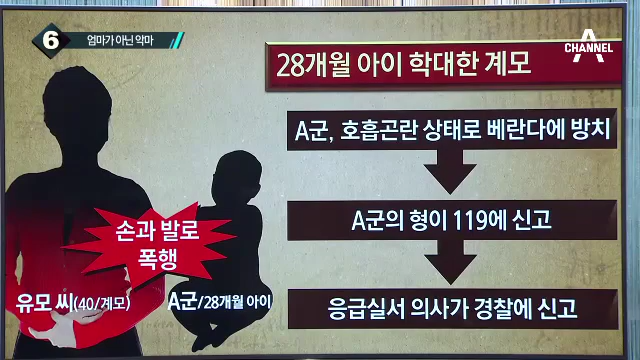 6 엄마가 아닌 악마
CHANNEL A
28개월 아이 학대한 계모
A군, 호흡곤란 상태로 베란다에 방치
A군의 형이 119에 신고
응급실서 의사가 경찰에 신고
손과 발로
폭행
유모 씨(40/계모)
A군/28개월 아이